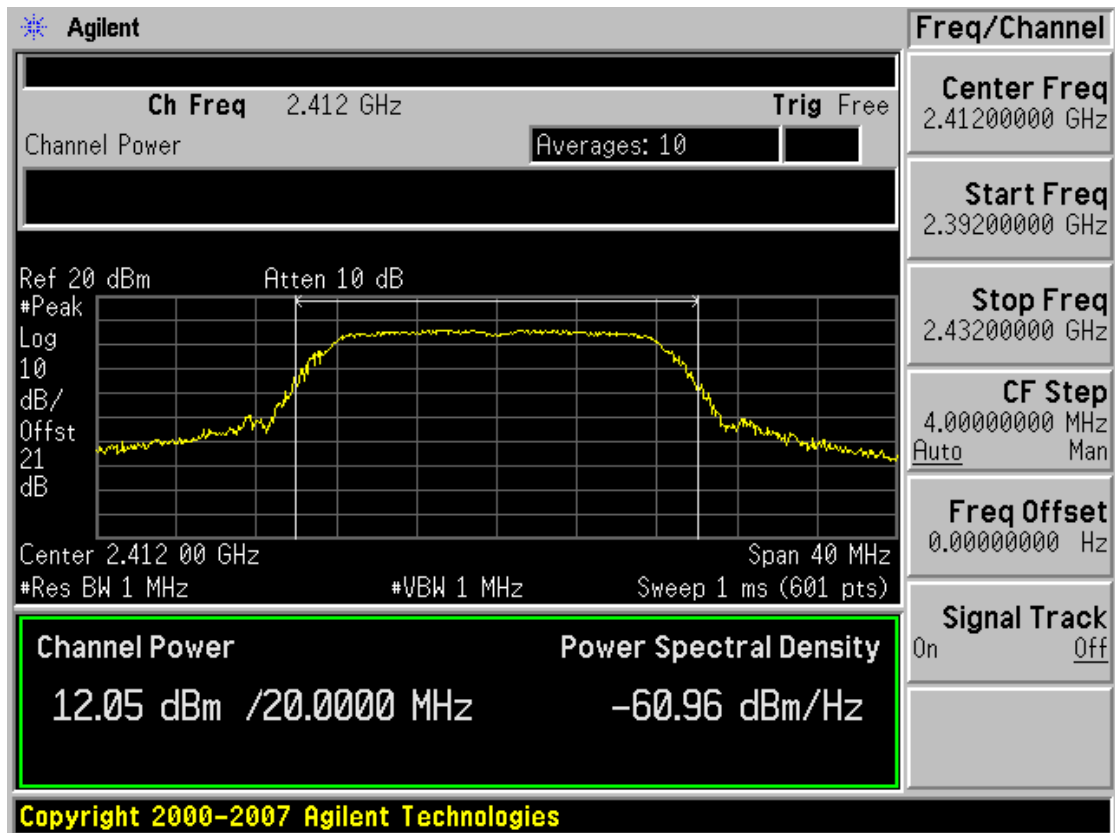 Agilent
Freq/Channel
Ch Freq 2.412 GHz Trig Free
Channel Power Averages: 10
Ref 20 dBm Atten 10 dB
#Peak
Log
10
dB/
Offst
21
dB
Center 2.412 00 GHz Span 40 MHz
#Res BW 1 MHz #VBW 1 MHz Sweep 1 ms (601 pts)
Channel Power Power Spectral Density
12.05 dBm /20.0000 MHz -60.96 dBm/Hz
Center Freq
2.41200000 GHz
Start Freq
2.39200000 GHz
Stop Freq
2.43200000 GHz
CF Step
4.00000000 MHz
Auto Man
Freq Offset
0.00000000 Hz
Signal Track
On Off
Copyright 2000-2007 Agilent Technologies